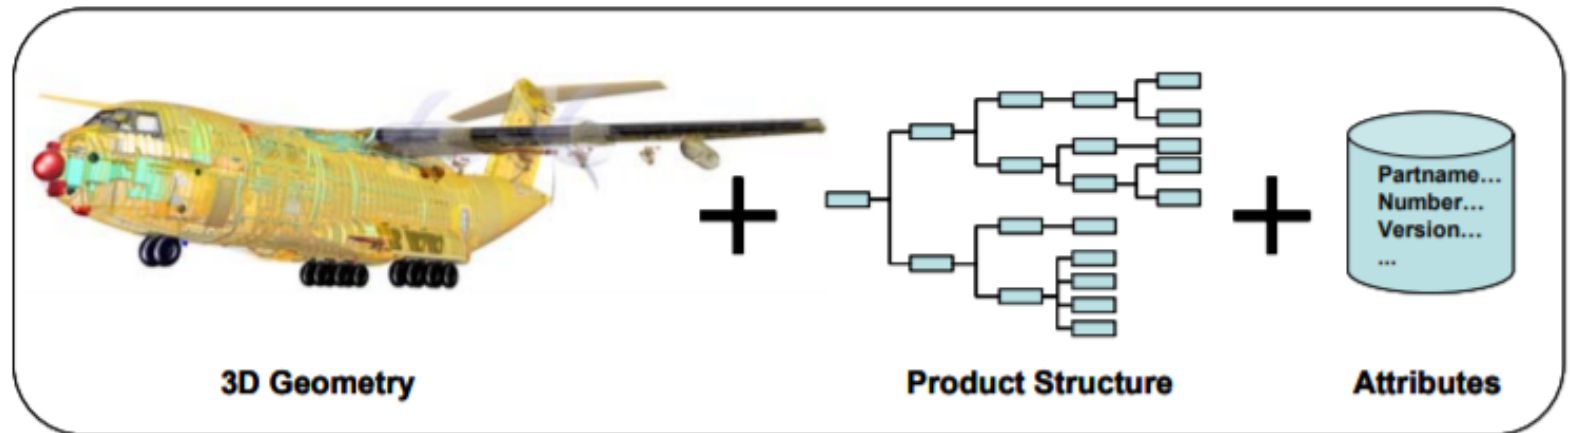 Partname...
Number...
Version...
...
3D Geometry
Product Structure
Attributes